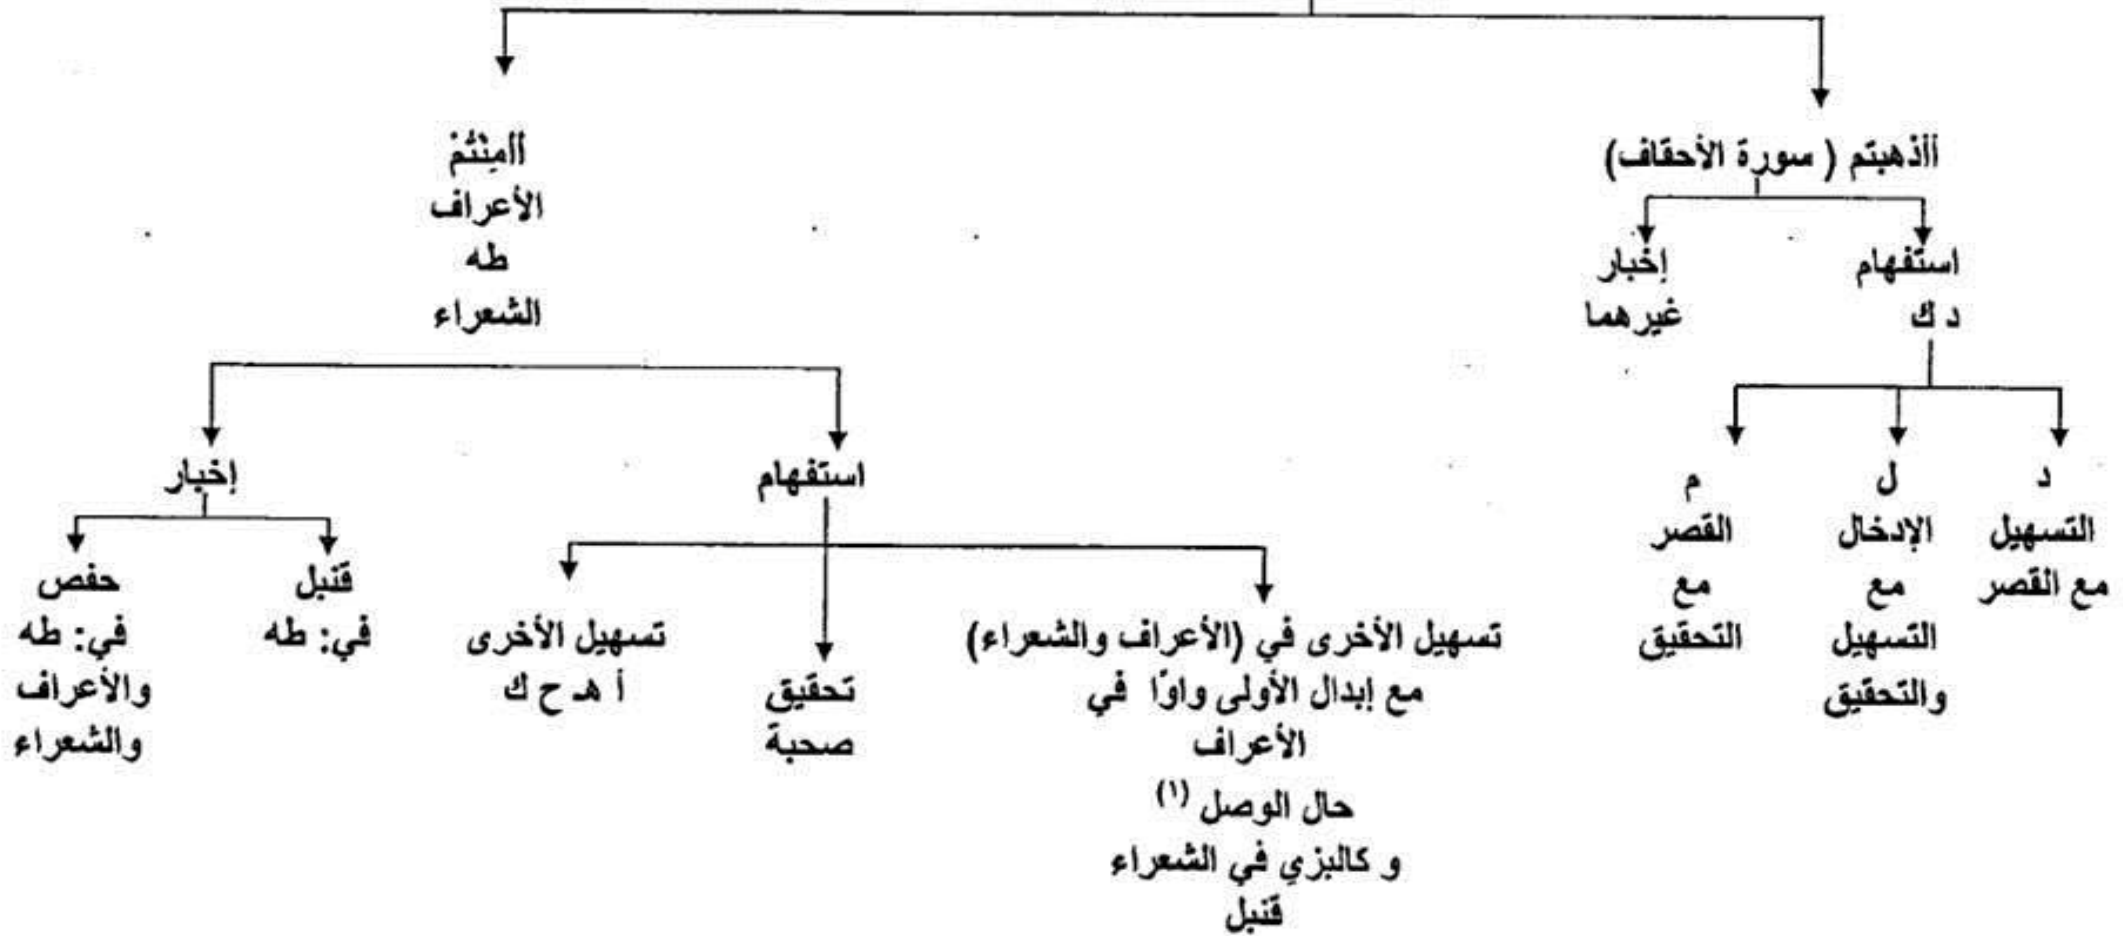 أأذهبتم ( سورة الأحقاف)
استفهام
د ك
إخبار
غيرهما
د
التسهيل
مع القصر
ل
الإدخال
مع
التسهيل
والتحقيق
م
القصر
مع
التحقيق
أأمِنْتُمْ
الأعراف
طه
الشعراء
استفهام
تسهيل الأخرى في (الأعراف والشعراء)
مع إبدال الأولى واوًا في
الأعراف
حال الوصل (١)
و كالبزي في الشعراء
قنبل
تحقيق
صحبة
تسهيل الأخرى
أ هـ ح ك
إخبار
قنبل
في: طه
حفص
في: طه
والأعراف
والشعراء